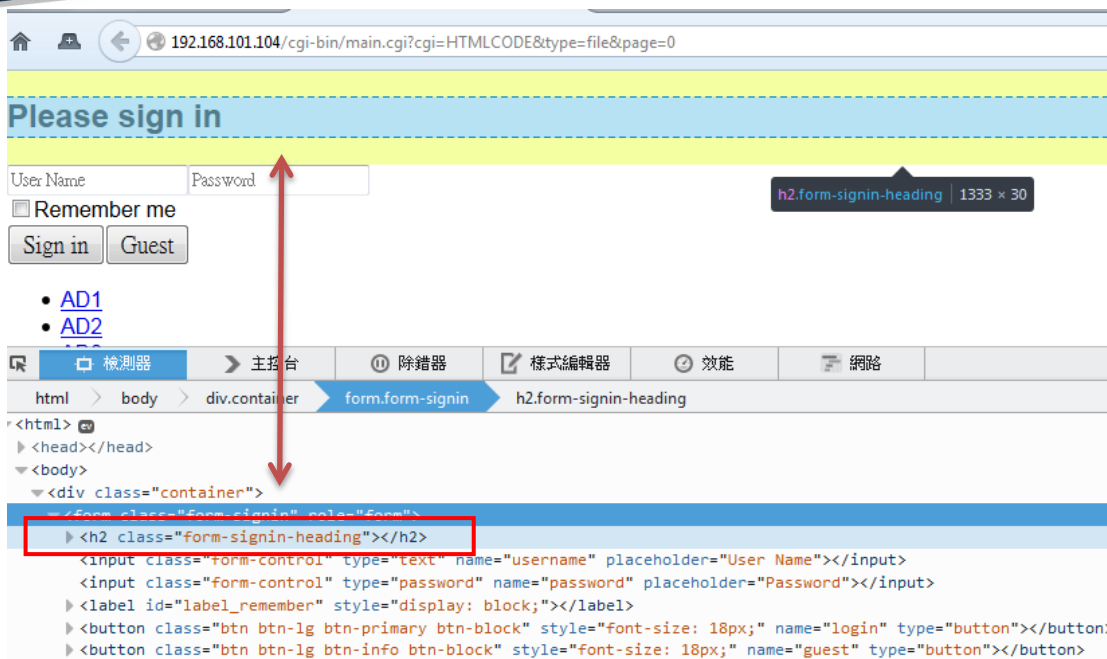 192.168.101.104/cgi-bin/main.cgi?cgi=HTMLCODE&type=file&page=0
Please sign in
User Name Password
h2.form-signin-heading 1333 × 30
Remember me
Sign in Guest
AD1
AD2
檢測器 主控台 除錯器 樣式編輯器 效能 網路
html body div.container form.form-signin h2.form-signin-heading
<html> ev
<head></head>
<body>
<div class="container">
<form class="form-signin" role="form">
<h2 class="form-signin-heading"></h2>
<input class="form-control" type="text" name="username" placeholder="User Name"></input>
<input class="form-control" type="password" name="password" placeholder="Password"></input>
<label id="label_remember" style="display: block;"></label>
<button class="btn btn-lg btn-primary btn-block" style="font-size: 18px;" name="login" type="button"></button>
<button class="btn btn-lg btn-info btn-block" style="font-size: 18px;" name="guest" type="button"></button>